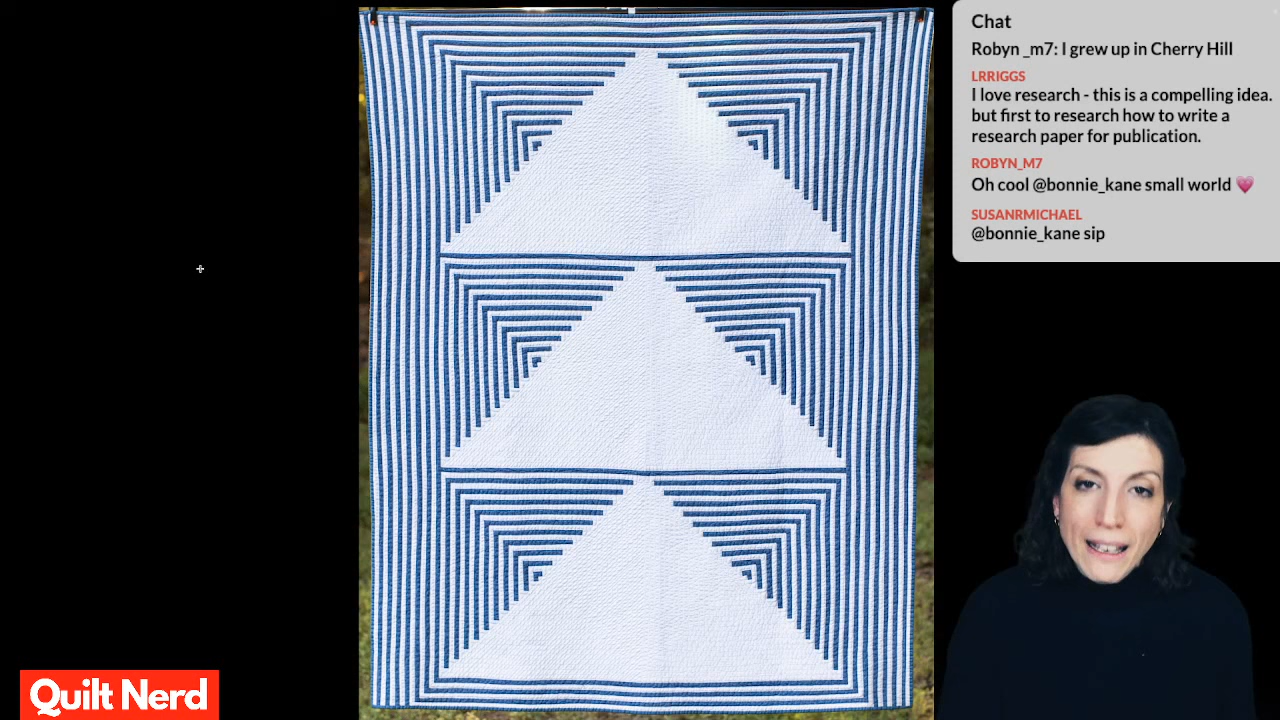 Chat
Robyn _m7: I grew up in Cherry Hill
LRRIGGS
I love research - this is a compelling idea.
but first to research how to write a
research paper for publication.
ROBYN_M7
Oh cool @bonnie_kane small world 💗
SUSANRMICHAEL
@bonnie_kane sip
Quilt Nerd